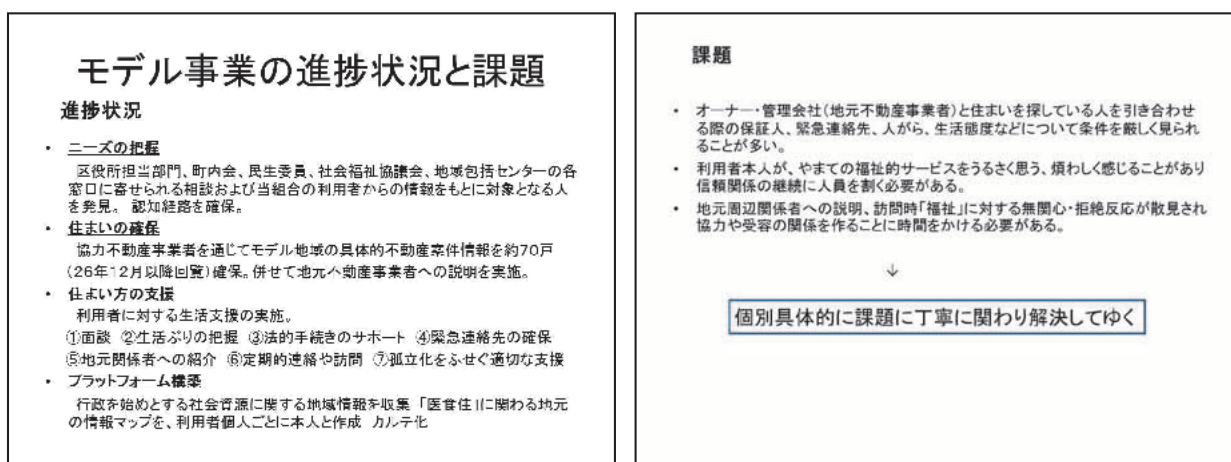 モデル事業の進捗状況と課題
進捗状況
• ニーズの把握
区役所担当部門、町内会、民生委員、社会福祉協議会、地域包括センターの各
窓口に寄せられる相談および当組合の利用者からの情報をもとに対象となる人
を発見。 認知経路を確保。
• 住まいの確保
協力不動産事業者を通じてモデル地域の具体的不動産案件情報を約70戸
(26年12月以降回覧)確保。併せて地元不動産事業者への説明を実施。
• 住まい方の支援
利用者に対する生活支援の実施。
①面談 ②生活ぶりの把握 ③法的手続きのサポート ④緊急連絡先の確保
⑤地元関係者への紹介 ⑥定期的連絡や訪問 ⑦孤立化をふせぐ適切な支援
• プラットフォーム構築
行政を始めとする社会資源に関する地域情報を収集 「医食住」に関わる地元
の情報マップを、利用者個人ごとに本人と作成 カルテ化
課題
• オーナー・管理会社(地元不動産事業者)と住まいを探している人を引き合わせ
る際の保証人、緊急連絡先、人がら、生活態度などについて条件を厳しく見られ
ることが多い。
• 利用者本人が、やまての福祉的サービスをうるさく思う、煩わしく感じることがあり
信頼関係の継続に人員を割く必要がある。
• 地元周辺関係者への説明、訪問時「福祉」に対する無関心・拒絶反応が散見され
協力や受容の関係を作ることに時間をかける必要がある。
↓
個別具体的に課題に丁寧に関わり解決してゆく